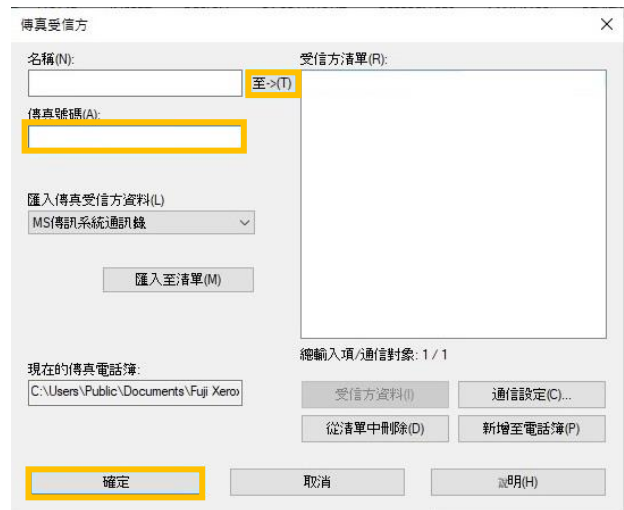 傳真受信方
名稱(N):
至->(T)
傳真號碼(A):
受信方清單(R):
匯入傳真受信方資料(L)
MS傳訊系統通訊錄
匯入至清單(M)
現在的傳真電話簿:
C:\Users\Public\Documents\Fuji Xerox
總輸入項/通信對象: 1 / 1
受信方資料(I)
通信設定(C)...
從清單中刪除(D)
新增至電話簿(P)
確定
取消
說明(H)